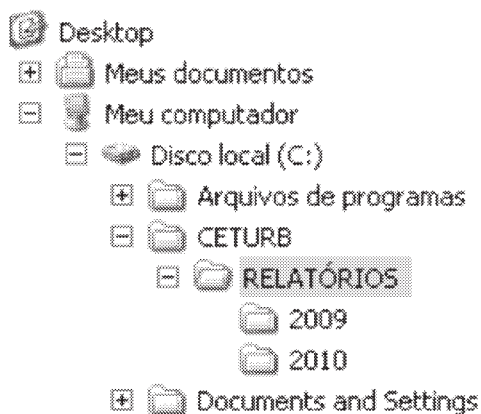 Desktop
Meus documentos
Meu computador
Disco local (C:)
Arquivos de programas
CETURB
RELATÓRIOS
2009
2010
Documents and Settings